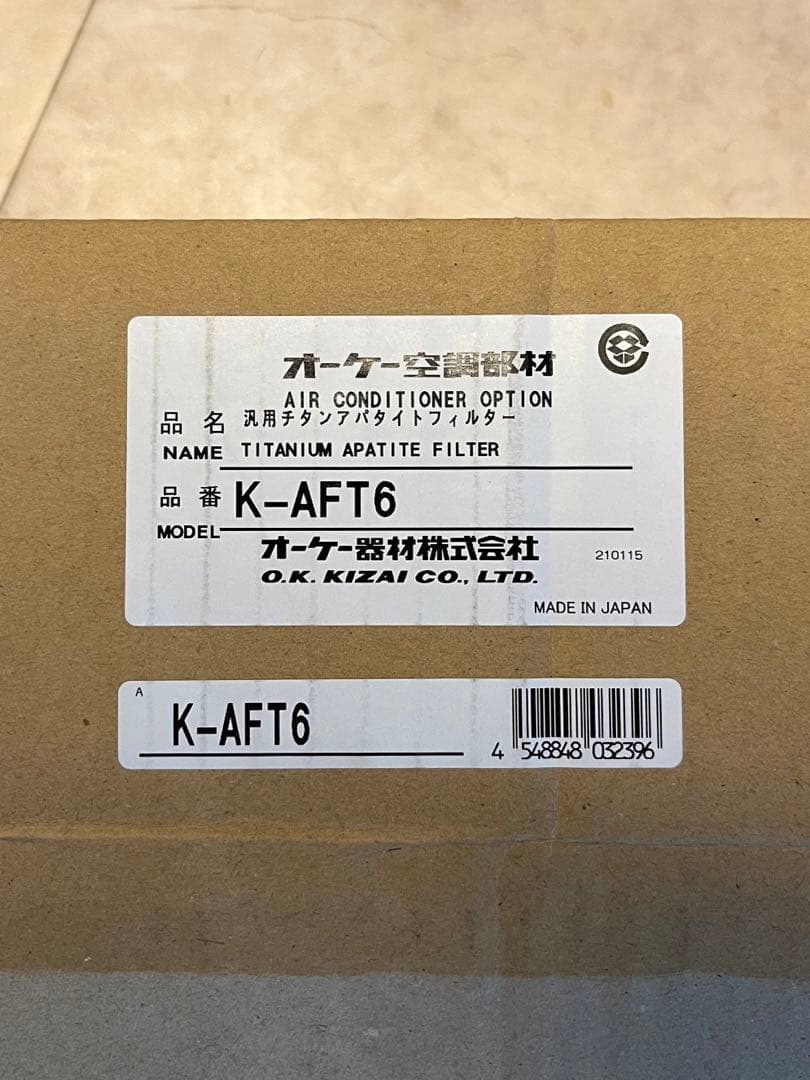 オーケー空調部材
AIR CONDITIONER OPTION
品名 汎用チタンアパタイトフィルター
NAME TITANIUM APATITE FILTER
品番 K-AFT6
MODEL
オーケー器材株式会社 210115
O.K. KIZAI CO., LTD.
MADE IN JAPAN
A
K-AFT6
4 548848 032396